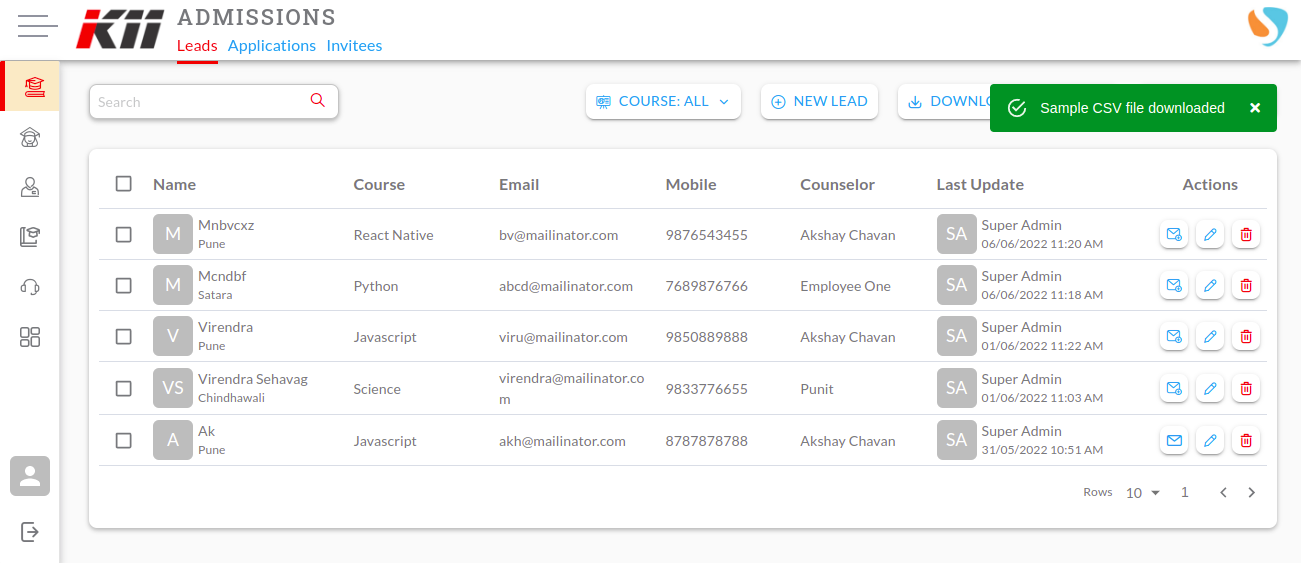 KII ADMISSIONS
Leads Applications Invitees
Search
COURSE: ALL
NEW LEAD
DOWNLO
Sample CSV file downloaded
Name Course Email Mobile Counselor Last Update Actions
M Mnbvcxz React Native bv@mailinator.com 9876543455 Akshay Chavan SA Super Admin
Pune 06/06/2022 11:20 AM
M Mcndbf Python abcd@mailinator.com 7689876766 Employee One SA Super Admin
Satara 06/06/2022 11:18 AM
V Virendra Javascript viru@mailinator.com 9850889888 Akshay Chavan SA Super Admin
Pune 01/06/2022 11:22 AM
VS Virendra Sehavag Science virendra@mailinator.co 9833776655 Punit SA Super Admin
Chindhawali m 01/06/2022 11:03 AM
A Ak Javascript akh@mailinator.com 8787878788 Akshay Chavan SA Super Admin
Pune 31/05/2022 10:51 AM
Rows 10 1